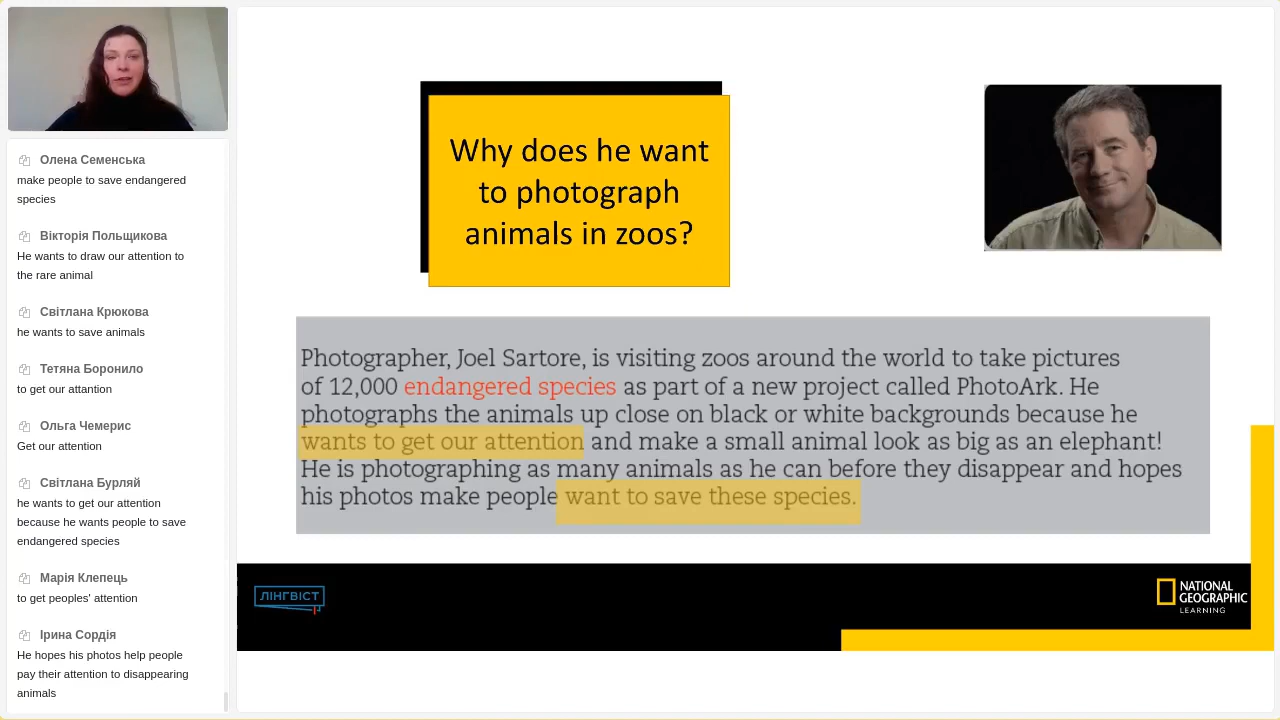 Олена Семенська
make people to save endangered
species
Вікторія Польщикова
He wants to draw our attention to
the rare animal
Світлана Крюкова
he wants to save animals
Тетяна Боронило
to get our attantion
Ольга Чемерис
Get our attention
Світлана Бурляй
he wants to get our attention
because he wants people to save
endangered species
Марія Клепець
to get peoples' attention
Ірина Сордія
He hopes his photos help people
pay their attention to disappearing
animals
Why does he want
to photograph
animals in zoos?
Photographer, Joel Sartore, is visiting zoos around the world to take pictures
of 12,000 endangered species as part of a new project called PhotoArk. He
photographs the animals up close on black or white backgrounds because he
wants to get our attention and make a small animal look as big as an elephant!
He is photographing as many animals as he can before they disappear and hopes
his photos make people want to save these species.
ЛІНГВІСТ
NATIONAL
GEOGRAPHIC
LEARNING